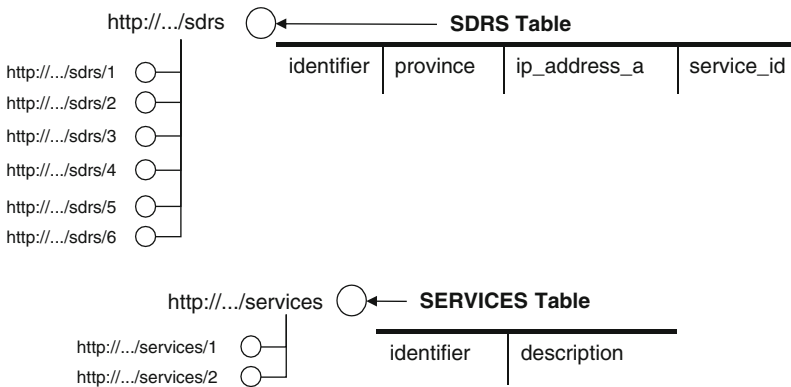 http://.../sdrs SDRS Table
identifier province ip_address_a service_id
http://.../sdrs/1
http://.../sdrs/2
http://.../sdrs/3
http://.../sdrs/4
http://.../sdrs/5
http://.../sdrs/6
http://.../services SERVICES Table
http://.../services/1
identifier description
http://.../services/2